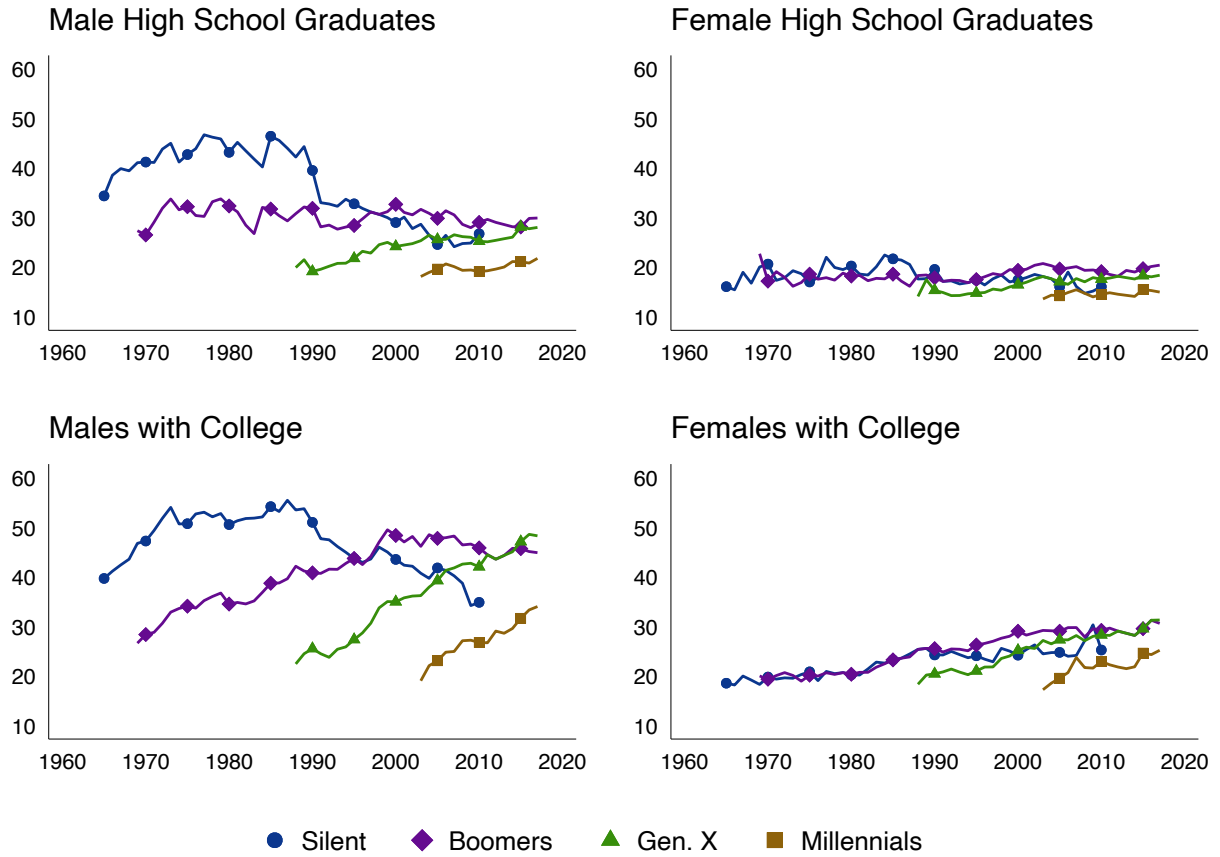 Male High School Graduates
60
50
40
30
20
10
1960 1970 1980 1990 2000 2010 2020
Female High School Graduates
60
50
40
30
20
10
1960 1970 1980 1990 2000 2010 2020
Males with College
60
50
40
30
20
10
1960 1970 1980 1990 2000 2010 2020
Females with College
60
50
40
30
20
10
1960 1970 1980 1990 2000 2010 2020
Silent Boomers Gen. X Millennials